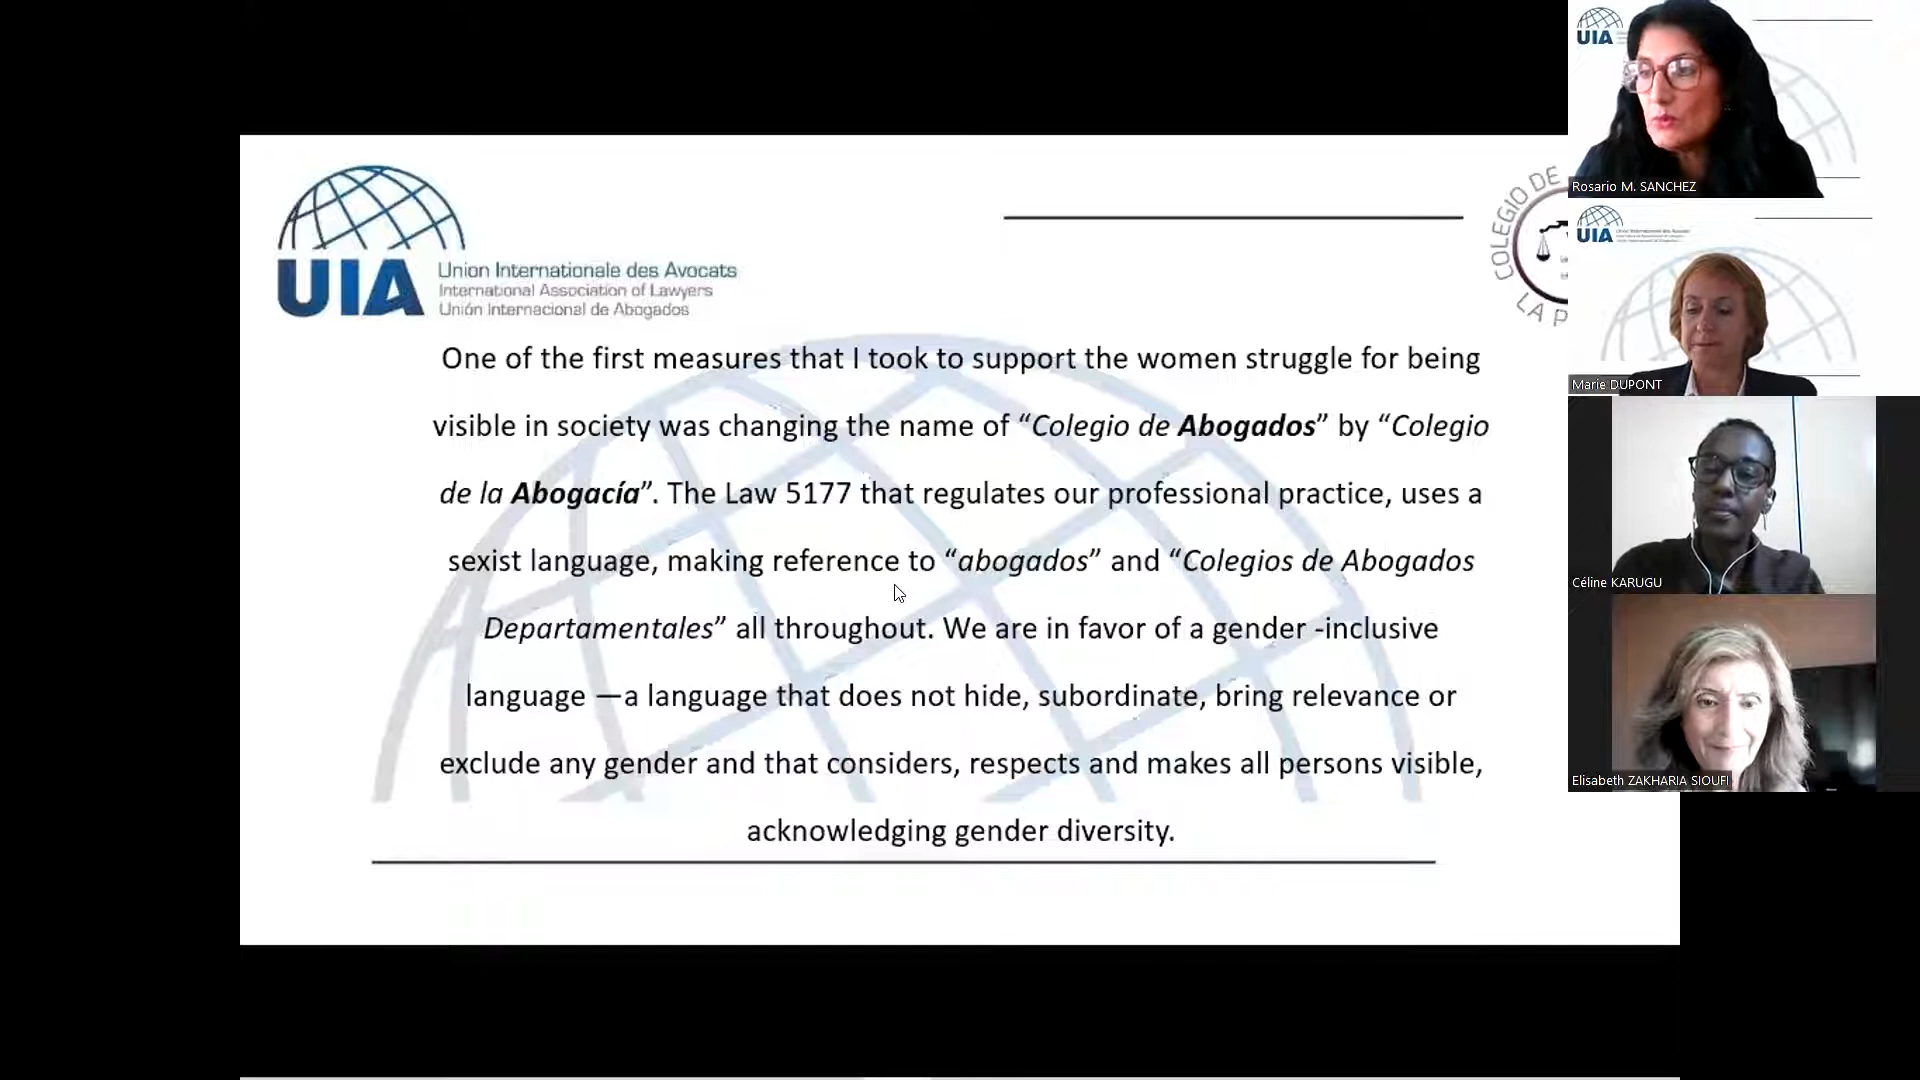 UIA
Union Internationale des Avocats
International Association of Lawyers
Unión Internacional de Abogados
COLEGIO DE
LA P
One of the first measures that I took to support the women struggle for being
visible in society was changing the name of “Colegio de Abogados” by “Colegio
de la Abogacía”. The Law 5177 that regulates our professional practice, uses a
sexist language, making reference to “abogados” and “Colegios de Abogados
Departamentales” all throughout. We are in favor of a gender -inclusive
language —a language that does not hide, subordinate, bring relevance or
exclude any gender and that considers, respects and makes all persons visible,
acknowledging gender diversity.
UIA
Rosario M. SANCHEZ
UIA
Marie DUPONT
Céline KARUGU
Elisabeth ZAKHARIA SIOUFI